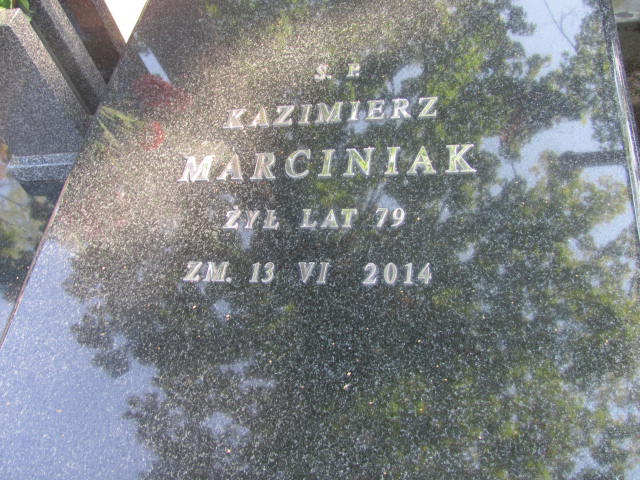 Ś. P.
KAZIMIERZ
MARCINIAK
ŻYŁ LAT 79
ZM. 13 VI 2014